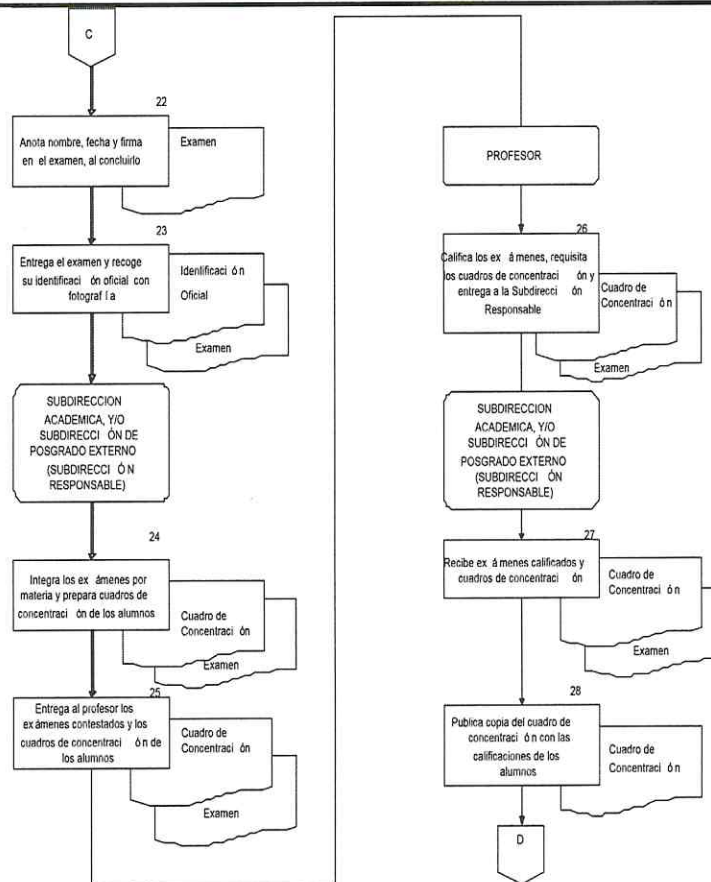 C
22
Anota nombre, fecha y firma
en el examen, al concluirlo
Examen
23
Entrega el examen y recoge
su identificaci ón oficial con
fotograf í a
Identificaci ó n
Oficial
Examen
SUBDIRECCION
ACADEMICA, Y/O
SUBDIRECCI ÓN DE
POSGRADO EXTERNO
(SUBDIRECCI Ó N
RESPONSABLE)
24
Integra los ex ámenes por
materia y prepara cuadros de
concentraci ón de los alumnos
Cuadro de
Concentraci ón
Examen
25
Entrega al profesor los
ex ámenes contestados y los
cuadros de concentraci ó n de
los alumnos
Cuadro de
Concentraci ó n
Examen
PROFESOR
26
Califica los ex á menes, requisita
los cuadros de concentraci ón y
entrega a la Subdirecci ón
Responsable
Cuadro de
Concentraci ó n
Examen
SUBDIRECCION
ACADEMICA, Y/O
SUBDIRECCI ÓN DE
POSGRADO EXTERNO
(SUBDIRECCI ÓN
RESPONSABLE)
27
Recibe ex á menes calificados y
cuadros de concentraci ón
Cuadro de
Concentraci ó n
Examen
28
Publica copia del cuadro de
concentraci ó n con las
calificaciones de los
alumnos
Cuadro de
Concentraci ó n
D